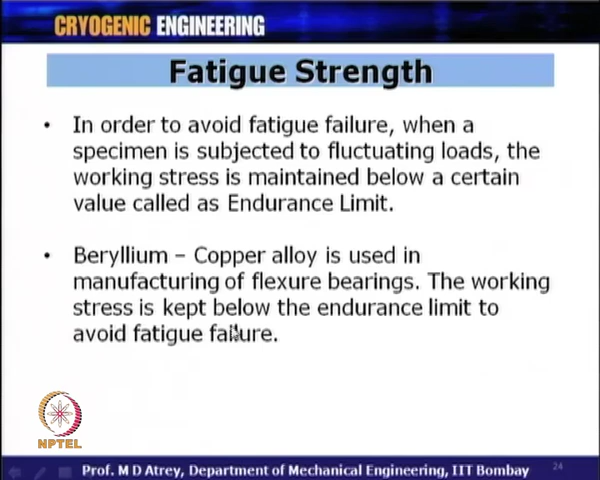 CRYOGENIC ENGINEERING
Fatigue Strength
• In order to avoid fatigue failure, when a
specimen is subjected to fluctuating loads, the
working stress is maintained below a certain
value called as Endurance Limit.
• Beryllium – Copper alloy is used in
manufacturing of flexure bearings. The working
stress is kept below the endurance limit to
avoid fatigue failure.
NPTEL
Prof. M D Atrey, Department of Mechanical Engineering, IIT Bombay
24